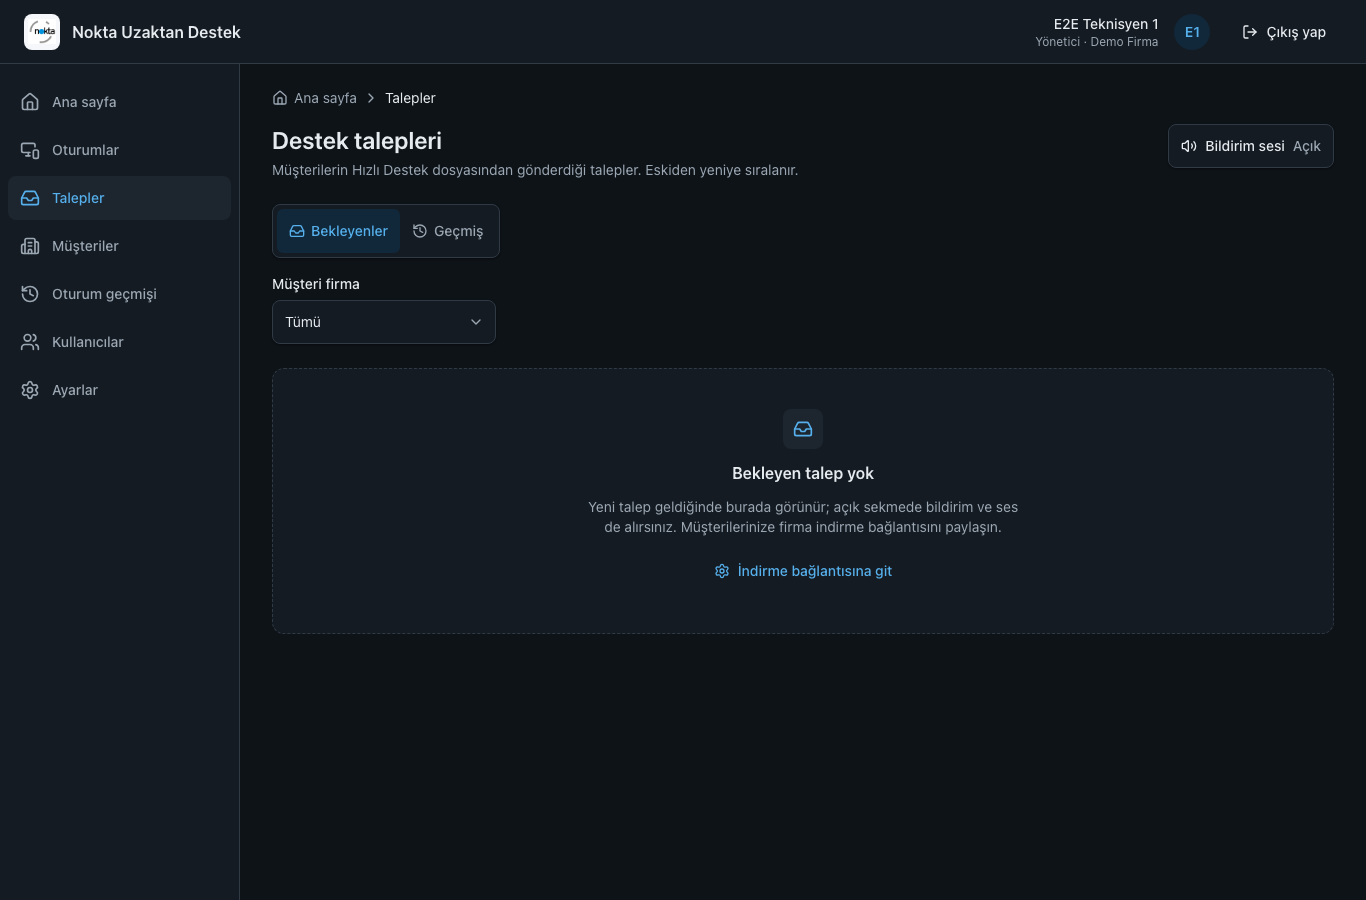 nokta
Nokta Uzaktan Destek
E2E Teknisyen 1
Yönetici · Demo Firma
E1
Çıkış yap
Ana sayfa
Oturumlar
Talepler
Müşteriler
Oturum geçmişi
Kullanıcılar
Ayarlar
Ana sayfa > Talepler
Destek talepleri
Müşterilerin Hızlı Destek dosyasından gönderdiği talepler. Eskiden yeniye sıralanır.
Bildirim sesi Açık
Bekleyenler
Geçmiş
Müşteri firma
Tümü
Bekleyen talep yok
Yeni talep geldiğinde burada görünür; açık sekmede bildirim ve ses
de alırsınız. Müşterilerinize firma indirme bağlantısını paylaşın.
İndirme bağlantısına git